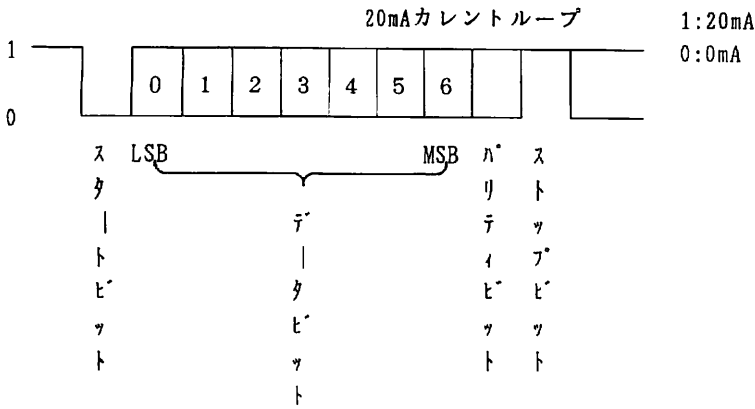 20mAカレントループ
1:20mA
0:0mA
1
0
0 1 2 3 4 5 6
LSB
MSB
スタートビット
データビット
パリティビット
ストップビット